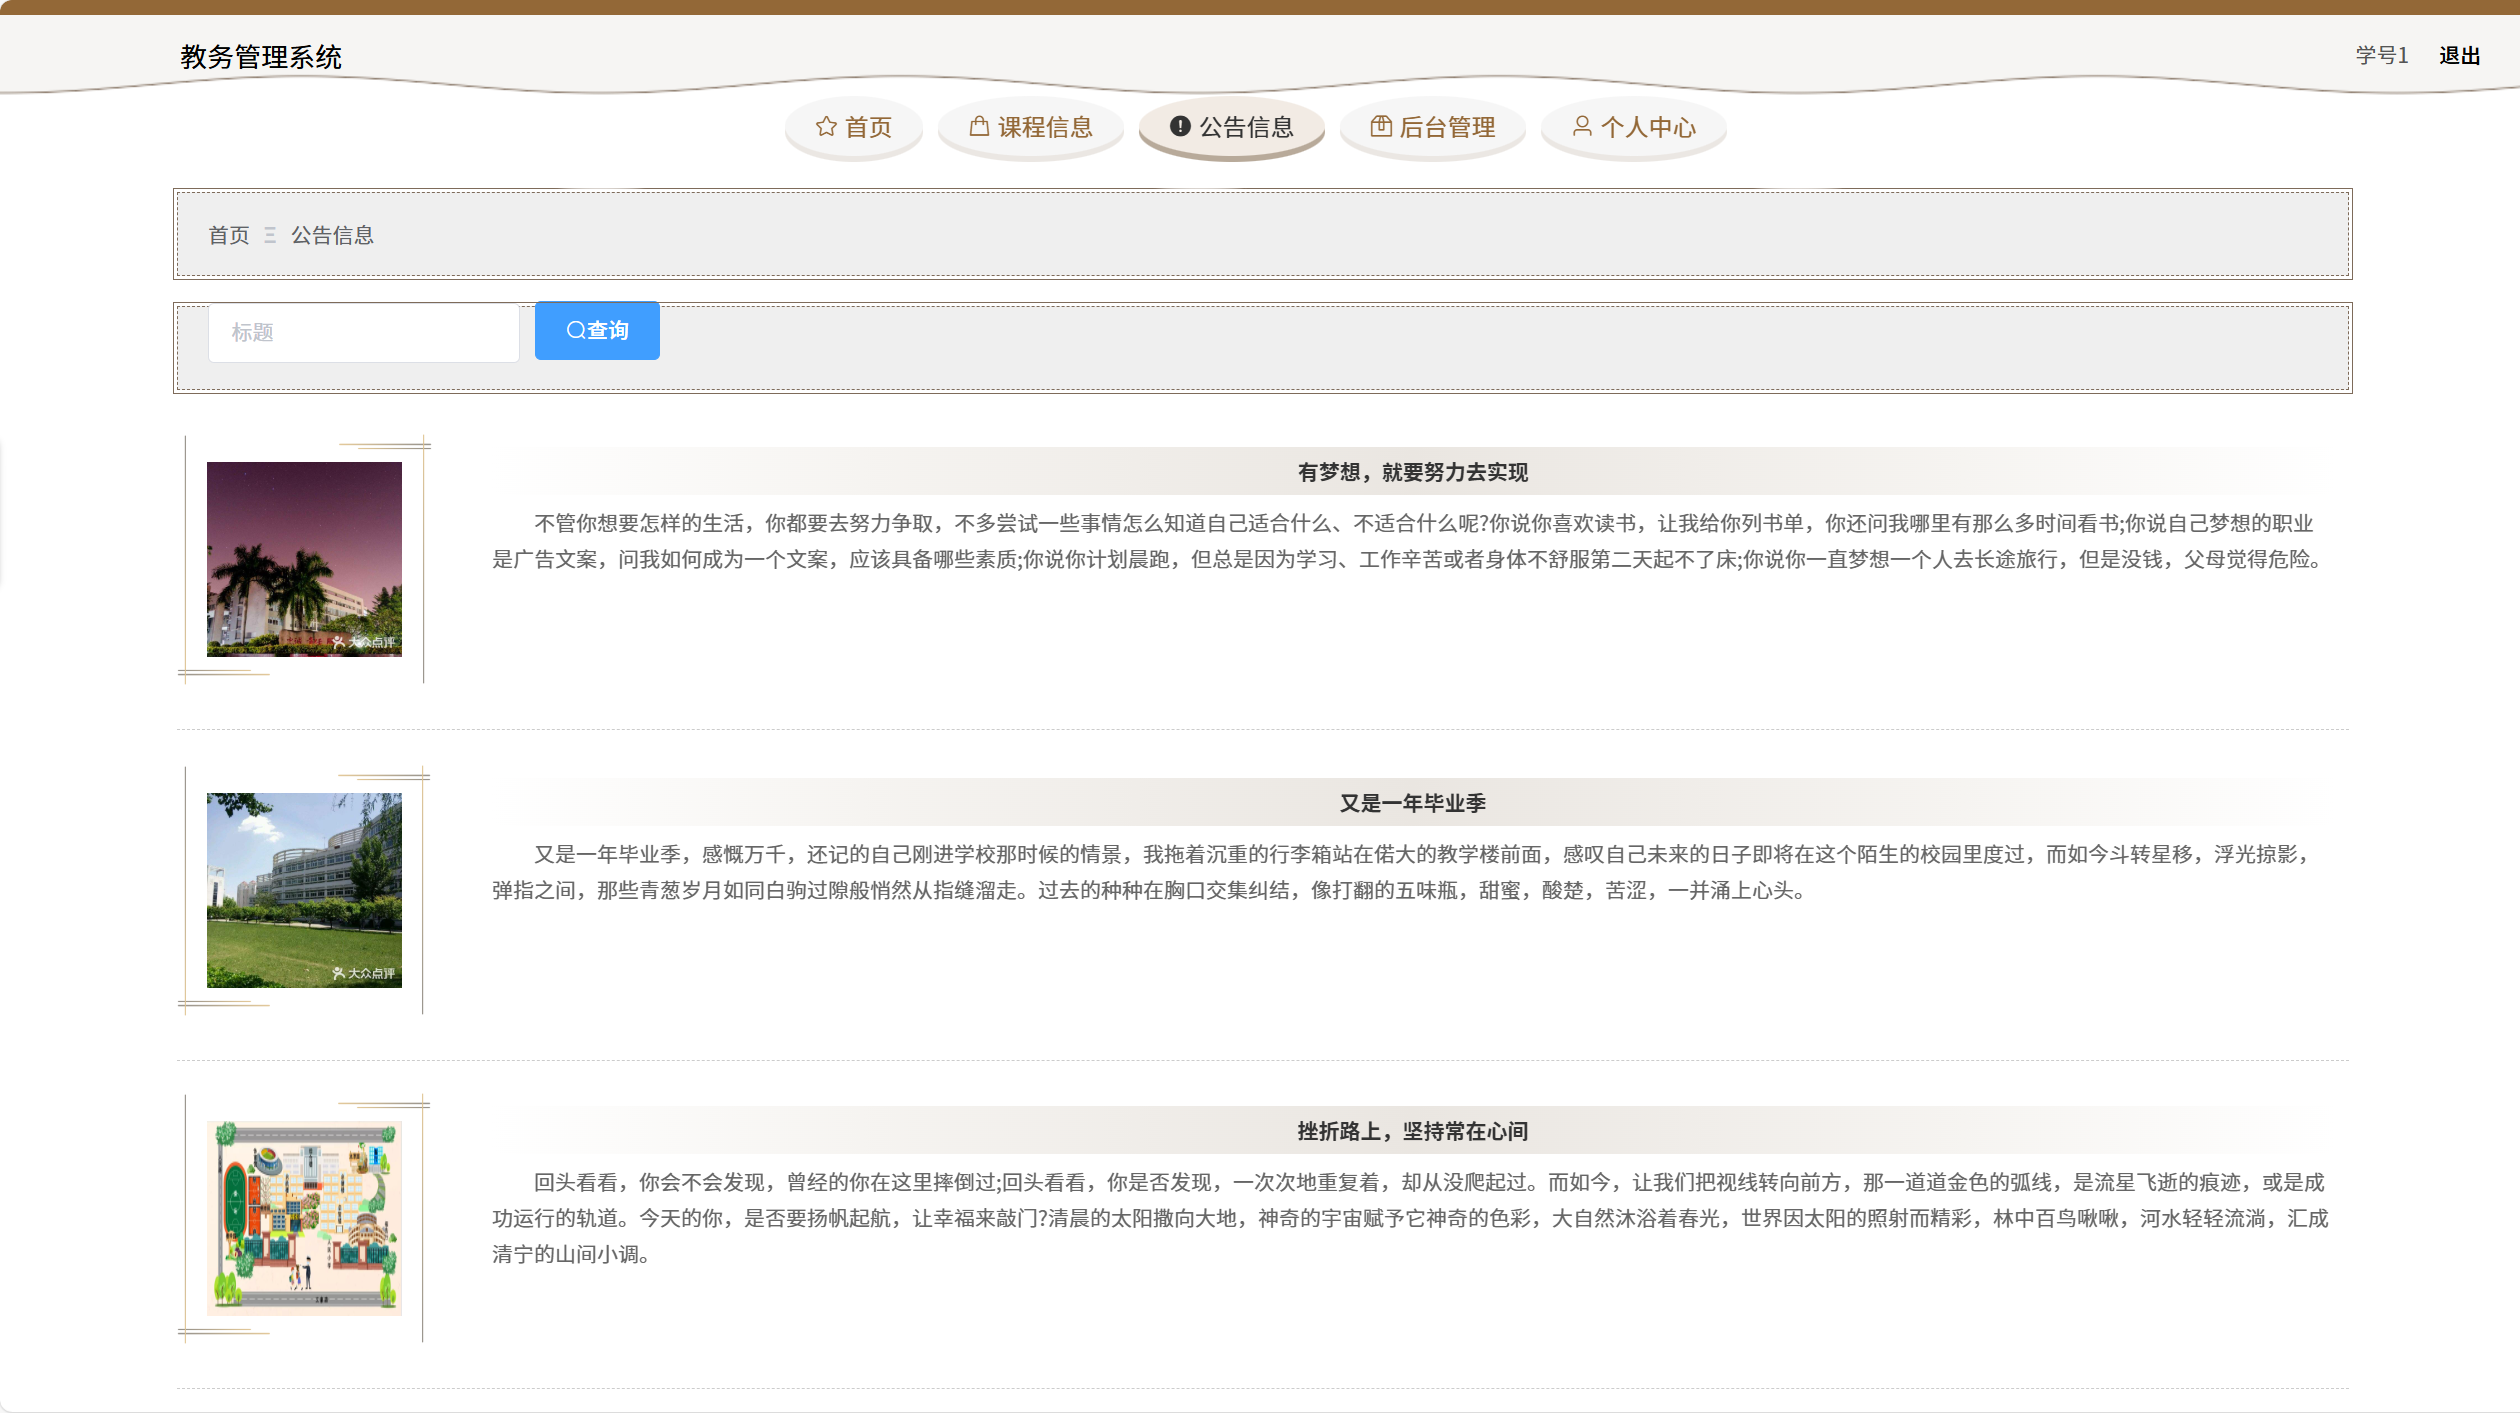 教务管理系统
学号1 退出
首页 课程信息 公告信息 后台管理 个人中心
首页 公告信息
标题 查询
有梦想，就要努力去实现
不管你想要怎样的生活，你都要去努力争取，不多尝试一些事情怎么知道自己适合什么、不适合什么呢?你说你喜欢读书，让我给你列书单，你还问我哪里有那么多时间看书;你说自己梦想的职业
是广告文案，问我如何成为一个文案，应该具备哪些素质;你说你计划晨跑，但总是因为学习、工作辛苦或者身体不舒服第二天起不了床;你说你一直梦想一个人去长途旅行，但是没钱，父母觉得危险。
大众点评
又是一年毕业季
又是一年毕业季，感慨万千，还记的自己刚进学校那时候的情景，我拖着沉重的行李箱站在偌大的教学楼前面，感叹自己未来的日子即将在这个陌生的校园里度过，而如今斗转星移，浮光掠影，
弹指之间，那些青葱岁月如同白驹过隙般悄然从指缝溜走。过去的种种在胸口交集纠结，像打翻的五味瓶，甜蜜，酸楚，苦涩，一并涌上心头。
大众点评
挫折路上，坚持常在心间
回头看看，你会不会发现，曾经的你在这里摔倒过;回头看看，你是否发现，一次次地重复着，却从没爬起过。而如今，让我们把视线转向前方，那一道道金色的弧线，是流星飞逝的痕迹，或是成
功运行的轨道。今天的你，是否要扬帆起航，让幸福来敲门?清晨的太阳撒向大地，神奇的宇宙赋予它神奇的色彩，大自然沐浴着春光，世界因太阳的照射而精彩，林中百鸟啾啾，河水轻轻流淌，汇成
清宁的山间小调。